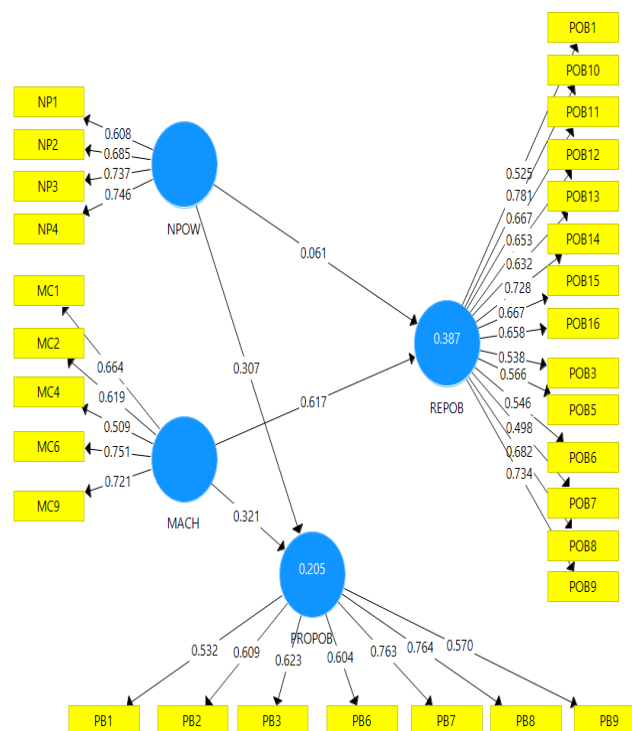 POB1
POB10
NP1
POB11
0.608
NP2
0.685
POB12
NP3
0.737
0.525
0.746
0.781
POB13
NP4
NPOW
0.667
0.653
POB14
0.061
0.632
MC1
0.728
POB15
0.667
POB16
MC2
0.387
0.658
0.664
0.307
0.538
POB3
0.619
0.566
MC4
0.509
0.617
REPOB
0.546
POB5
MC6
0.751
0.498
0.721
0.682
POB6
MC9
0.734
POB7
MACH
0.321
POB8
0.205
POB9
PROPOB
0.532
0.609
0.623
0.604
0.763
0.764
0.570
PB1
PB2
PB3
PB6
PB7
PB8
PB9